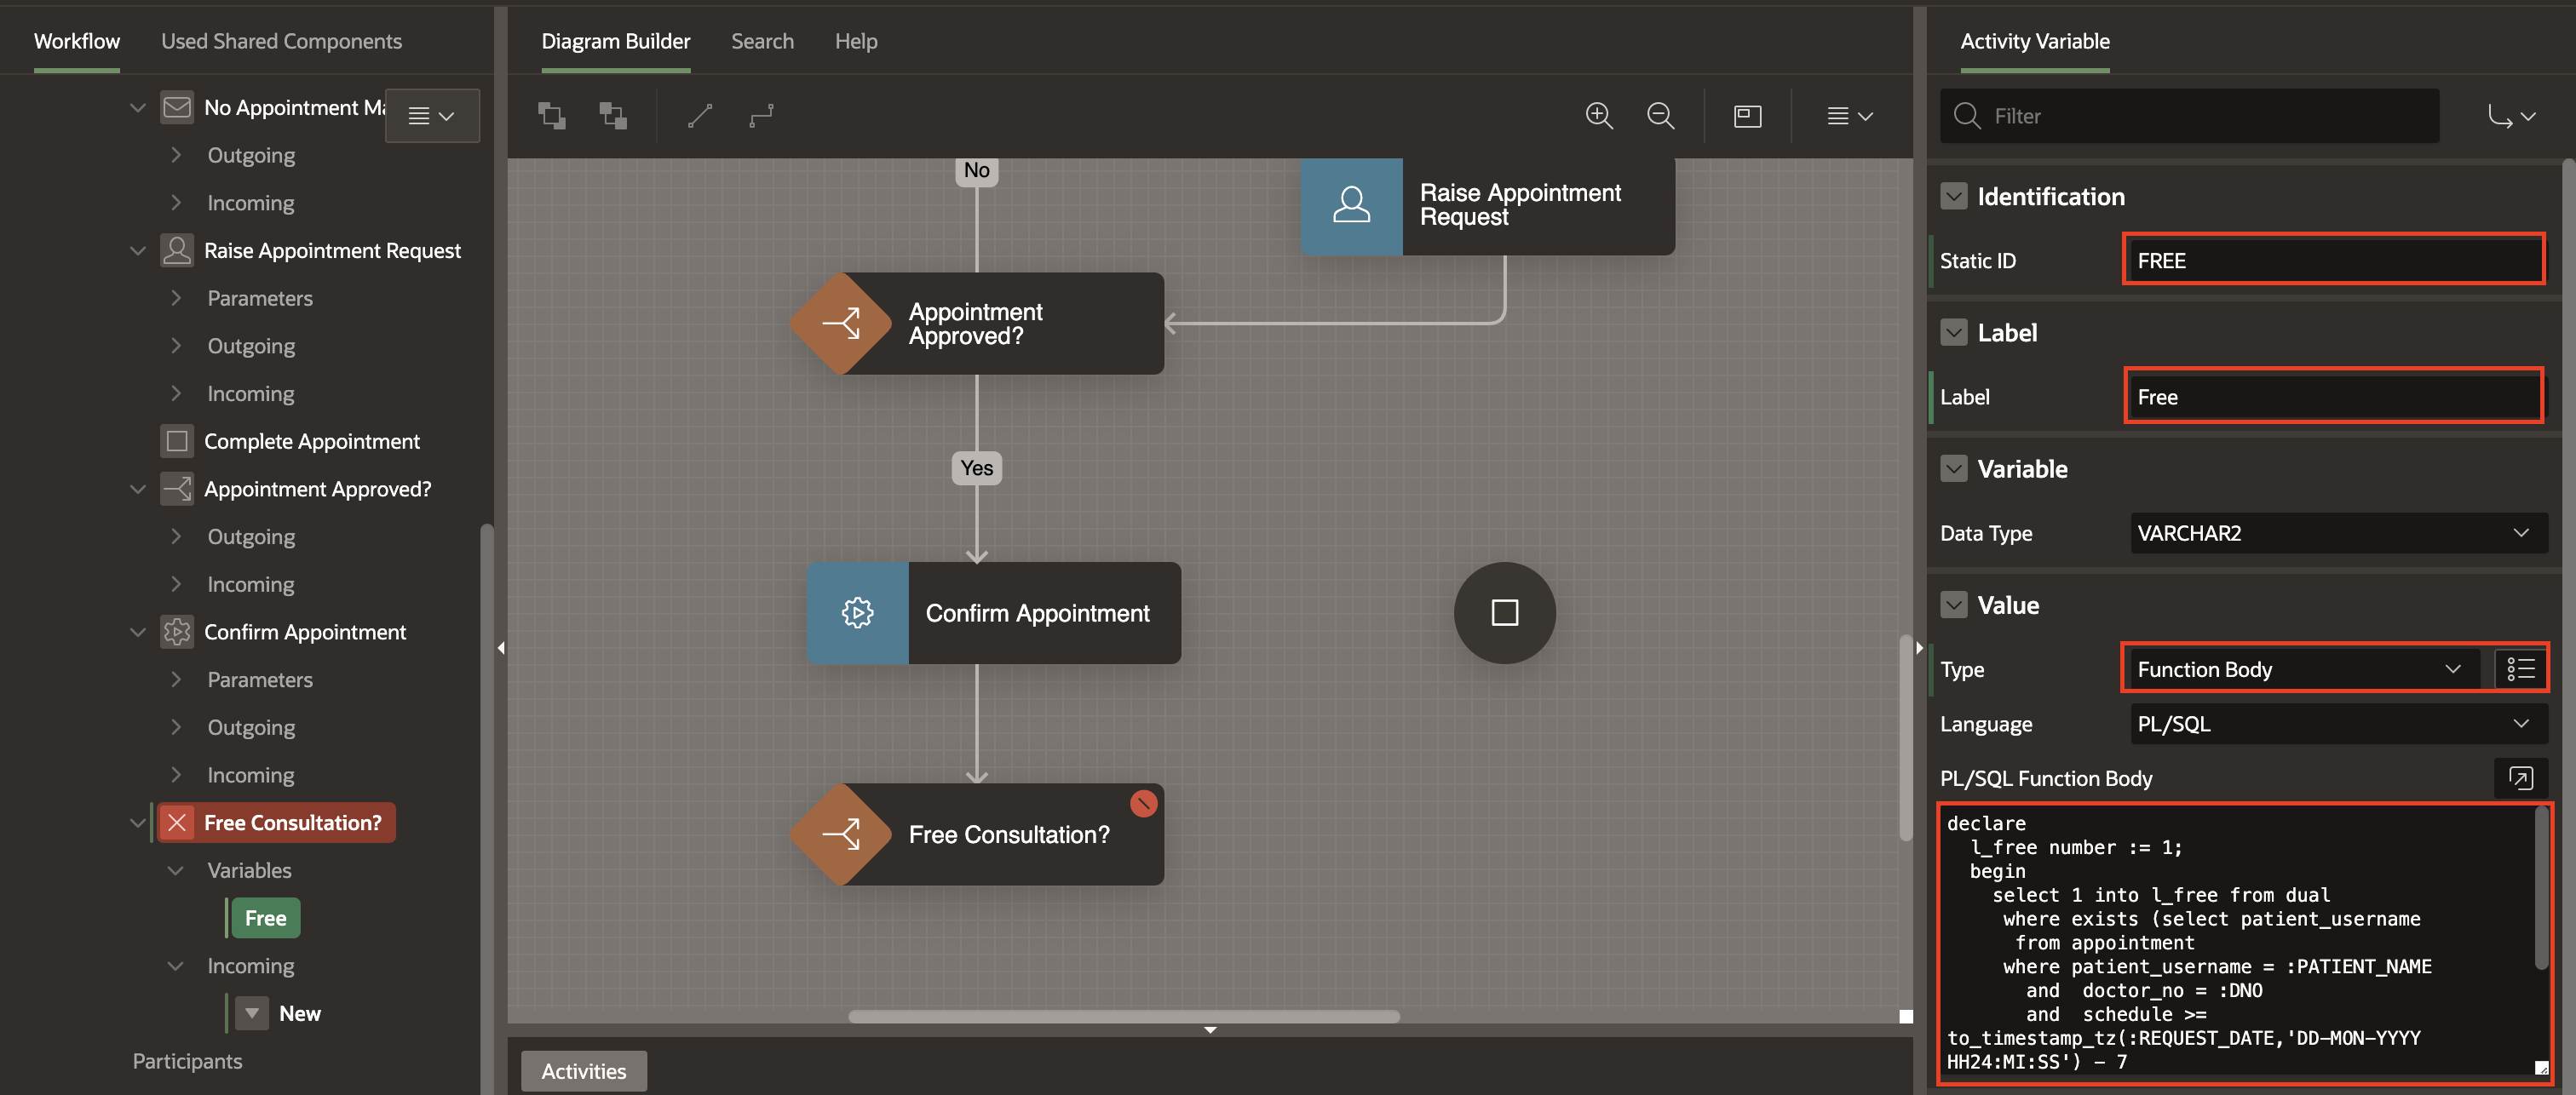 Workflow
Used Shared Components
No Appointment Ma
Outgoing
Incoming
Raise Appointment Request
Parameters
Outgoing
Incoming
Complete Appointment
Appointment Approved?
Outgoing
Incoming
Confirm Appointment
Parameters
Outgoing
Incoming
Free Consultation?
Variables
Free
Incoming
New
Participants
Diagram Builder
Search
Help
No
Raise Appointment
Request
Appointment
Approved?
Yes
Confirm Appointment
Free Consultation?
Activities
Activity Variable
Filter
Identification
Static ID
FREE
Label
Label
Free
Variable
Data Type
VARCHAR2
Value
Type
Function Body
Language
PL/SQL
PL/SQL Function Body
declare
l_free number := 1;
begin
select 1 into l_free from dual
where exists (select patient_username
from appointment
where patient_username = :PATIENT_NAME
and  doctor_no = :DNO
and  schedule >=
to_timestamp_tz(:REQUEST_DATE,'DD-MON-YYYY
HH24:MI:SS') - 7